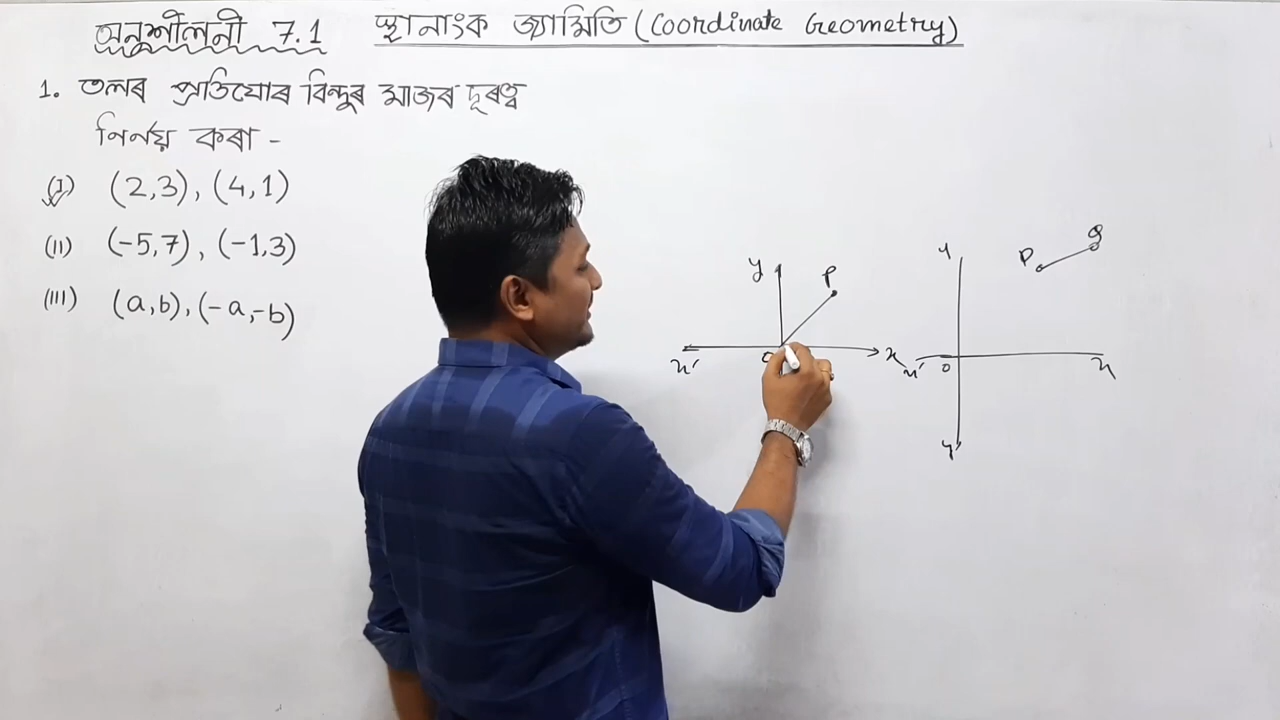 অনুশীলনী 7.1 স্থানাংক জ্যামিতি (Coordinate Geometry)
1. তলৰ প্ৰতিযোৰ বিন্দুৰ মাজৰ দূৰত্ব
নিৰ্নয় কৰা -
(I) (2,3), (4,1)
(II) (-5,7), (-1,3)
(III) (a,b), (-a,-b)
y P
x' O x
y P Q
x' O x
y'